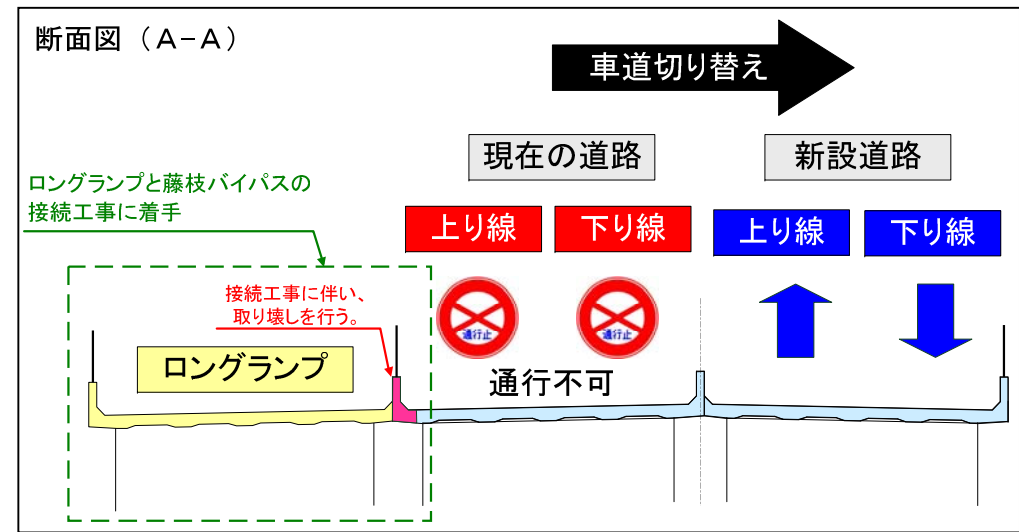 断面図（A-A）
車道切り替え
現在の道路
新設道路
ロングランプと藤枝バイパスの
接続工事に着手
上り線
下り線
上り線
下り線
接続工事に伴い、
取り壊しを行う。
通行止
通行止
ロングランプ
通行不可